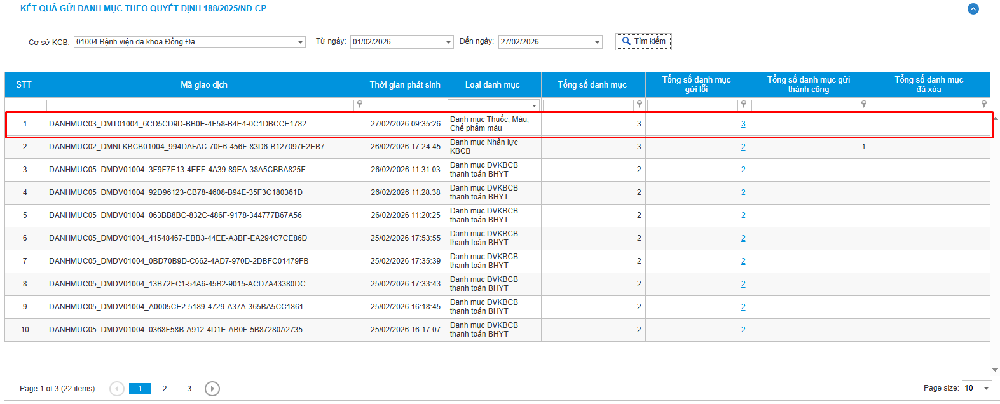 KẾT QUẢ GỬI DANH MỤC THEO QUYẾT ĐỊNH 188/2025/ND-CP
Cơ sở KCB: 01004 Bệnh viện đa khoa Đống Đa Từ ngày: 01/02/2026 Đến ngày: 27/02/2026 Tìm kiếm
STT Mã giao dịch Thời gian phát sinh Loại danh mục Tổng số danh mục Tổng số danh mục gửi lỗi Tổng số danh mục gửi thành công Tổng số danh mục đã xóa
1 DANHMUC03_DMT01004_6CD5CD9D-BB0E-4F58-B4E4-0C1DBCCE1782 27/02/2026 09:35:26 Danh mục Thuốc, Máu, Chế phẩm máu 3 3
2 DANHMUC02_DMNLKBCB01004_994DAFAC-70E6-456F-83D6-B127097E2EB7 26/02/2026 17:24:45 Danh mục Nhân lực KBCB 3 2 1
3 DANHMUC05_DMDV01004_3F9F7E13-4EFF-4A39-89EA-38A5CBBA825F 26/02/2026 11:31:03 Danh mục DVKBCB thanh toán BHYT 2 2
4 DANHMUC05_DMDV01004_92D96123-CB78-4608-B94E-35F3C180361D 26/02/2026 11:28:38 Danh mục DVKBCB thanh toán BHYT 2 2
5 DANHMUC05_DMDV01004_063BB8BC-832C-486F-9178-344777B67A56 26/02/2026 11:20:25 Danh mục DVKBCB thanh toán BHYT 2 2
6 DANHMUC05_DMDV01004_41548467-EBB3-44EE-A3BF-EA294C7CE86D 25/02/2026 17:53:55 Danh mục DVKBCB thanh toán BHYT 2 2
7 DANHMUC05_DMDV01004_0BD70B9D-C662-4AD7-970D-2DBFC01479FB 25/02/2026 17:35:39 Danh mục DVKBCB thanh toán BHYT 2 2
8 DANHMUC05_DMDV01004_13B72FC1-54A6-45B2-9015-ACD7A43380DC 25/02/2026 17:33:43 Danh mục DVKBCB thanh toán BHYT 2 2
9 DANHMUC05_DMDV01004_A0005CE2-5189-4729-A37A-365BA5CC1861 25/02/2026 16:18:45 Danh mục DVKBCB thanh toán BHYT 2 2
10 DANHMUC05_DMDV01004_0368F58B-A912-4D1E-AB0F-5B87280A2735 25/02/2026 16:17:07 Danh mục DVKBCB thanh toán BHYT 2 2
Page 1 of 3 (22 items) 1 2 3 Page size: 10